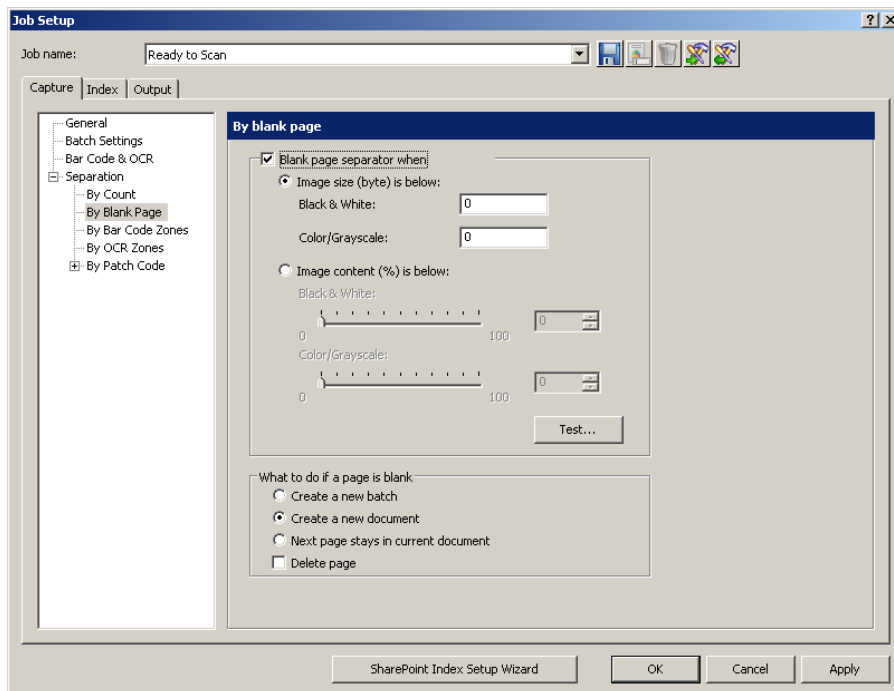 Job Setup
Job name: Ready to Scan
Capture Index Output
General
Batch Settings
Bar Code & OCR
Separation
By Count
By Blank Page
By Bar Code Zones
By OCR Zones
By Patch Code
By blank page
Blank page separator when
Image size (byte) is below:
Black & White: 0
Color/Grayscale: 0
Image content (%) is below:
Black & White:
0 100 0
Color/Grayscale:
0 100 0
Test...
What to do if a page is blank
Create a new batch
Create a new document
Next page stays in current document
Delete page
SharePoint Index Setup Wizard OK Cancel Apply